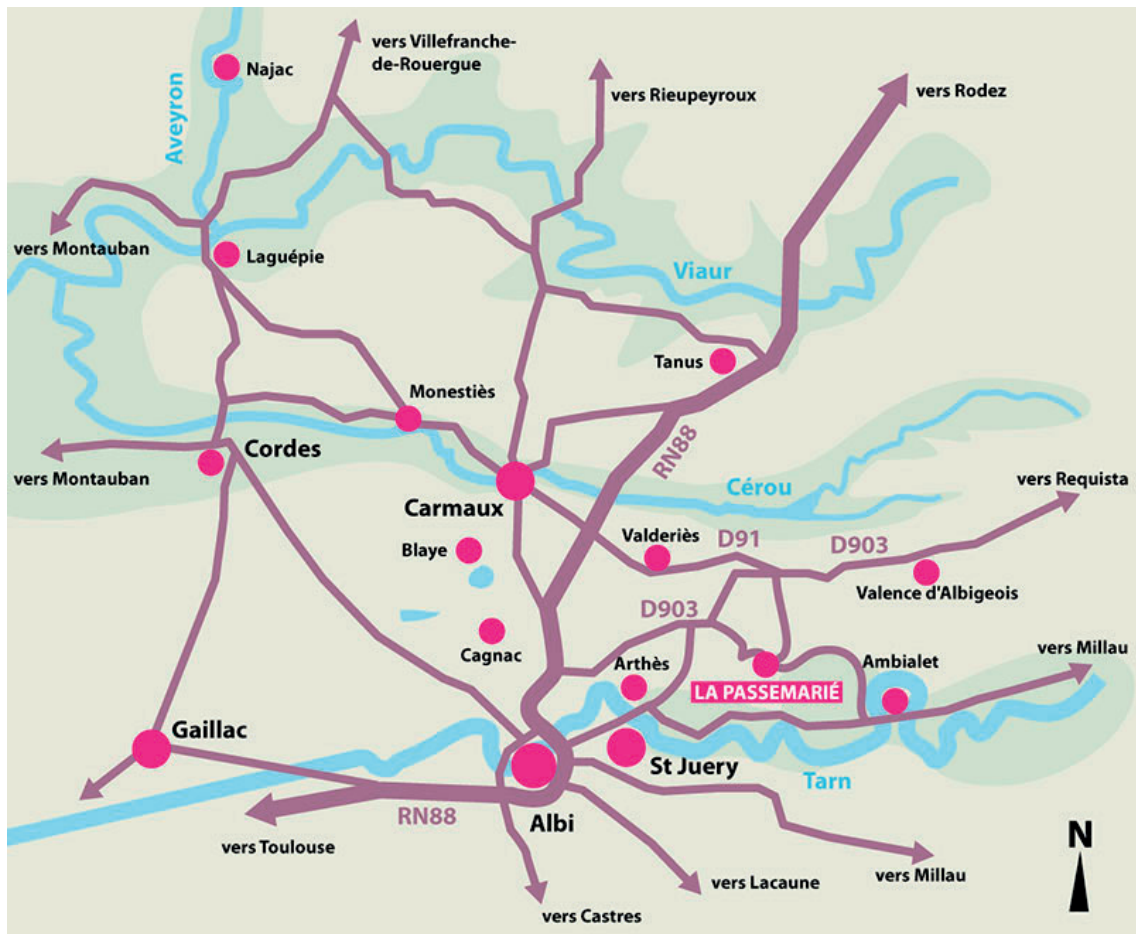 vers Villefranche-
de-Rouergue
Najac
vers Rieupeyroux
vers Rodez
Aveyron
vers Montauban
Laguépie
Viaur
Tanus
Monestiès
RN88
Cordes
vers Montauban
vers Requista
Cérou
Carmaux
Valderiès
D91
D903
Blaye
Valence d'Albigeois
D903
Cagnac
Arthès
Ambialet
vers Millau
LA PASSEMARIÉ
Gaillac
St Juery
Tarn
RN88
Albi
N
vers Toulouse
vers Millau
vers Lacaune
vers Castres